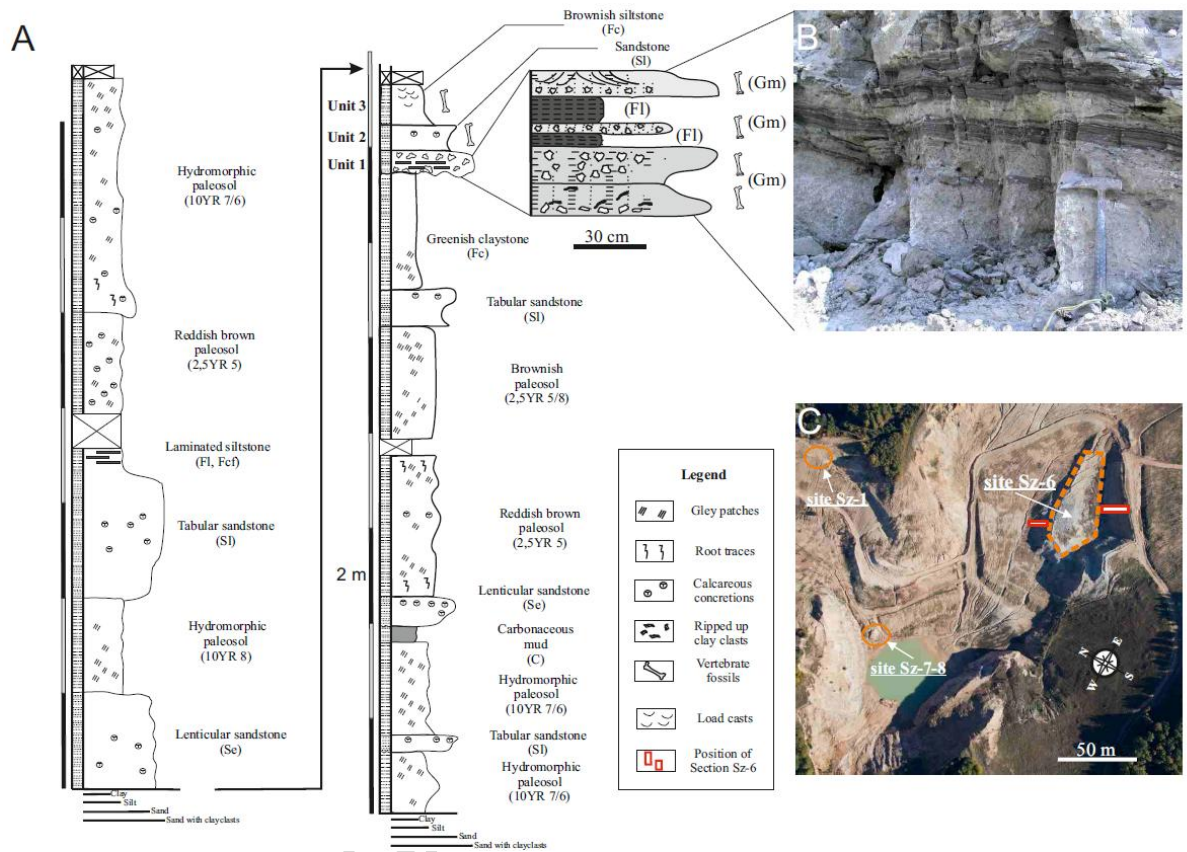 A
Hydromorphic
paleosol
(10YR 7/6)
Reddish brown
paleosol
(2,5YR 5)
Laminated siltstone
(Fl, Fcf)
Tabular sandstone
(Sl)
Hydromorphic
paleosol
(10YR 8)
Lenticular sandstone
(Se)
Clay
Silt
Sand
Sand with clayclasts
Brownish siltstone
(Fc)
Sandstone
(Sl)
Unit 3
Unit 2
Unit 1
(Gm)
(Fl)
(Gm)
(Fl)
(Gm)
30 cm
Greenish claystone
(Fc)
Tabular sandstone
(Sl)
Brownish
paleosol
(2,5YR 5/8)
Reddish brown
paleosol
(2,5YR 5)
2 m
Lenticular sandstone
(Se)
Carbonaceous
mud
(C)
Hydromorphic
paleosol
(10YR 7/6)
Tabular sandstone
(Sl)
Hydromorphic
paleosol
(10YR 7/6)
Clay
Silt
Sand
Sand with clayclasts
Legend
Gley patches
Root traces
Calcareous
concretions
Ripped up
clay clasts
Vertebrate
fossils
Load casts
Position of
Section Sz-6
B
C
site Sz-1
site Sz-6
site Sz-7-8
N
E
W
S
50 m